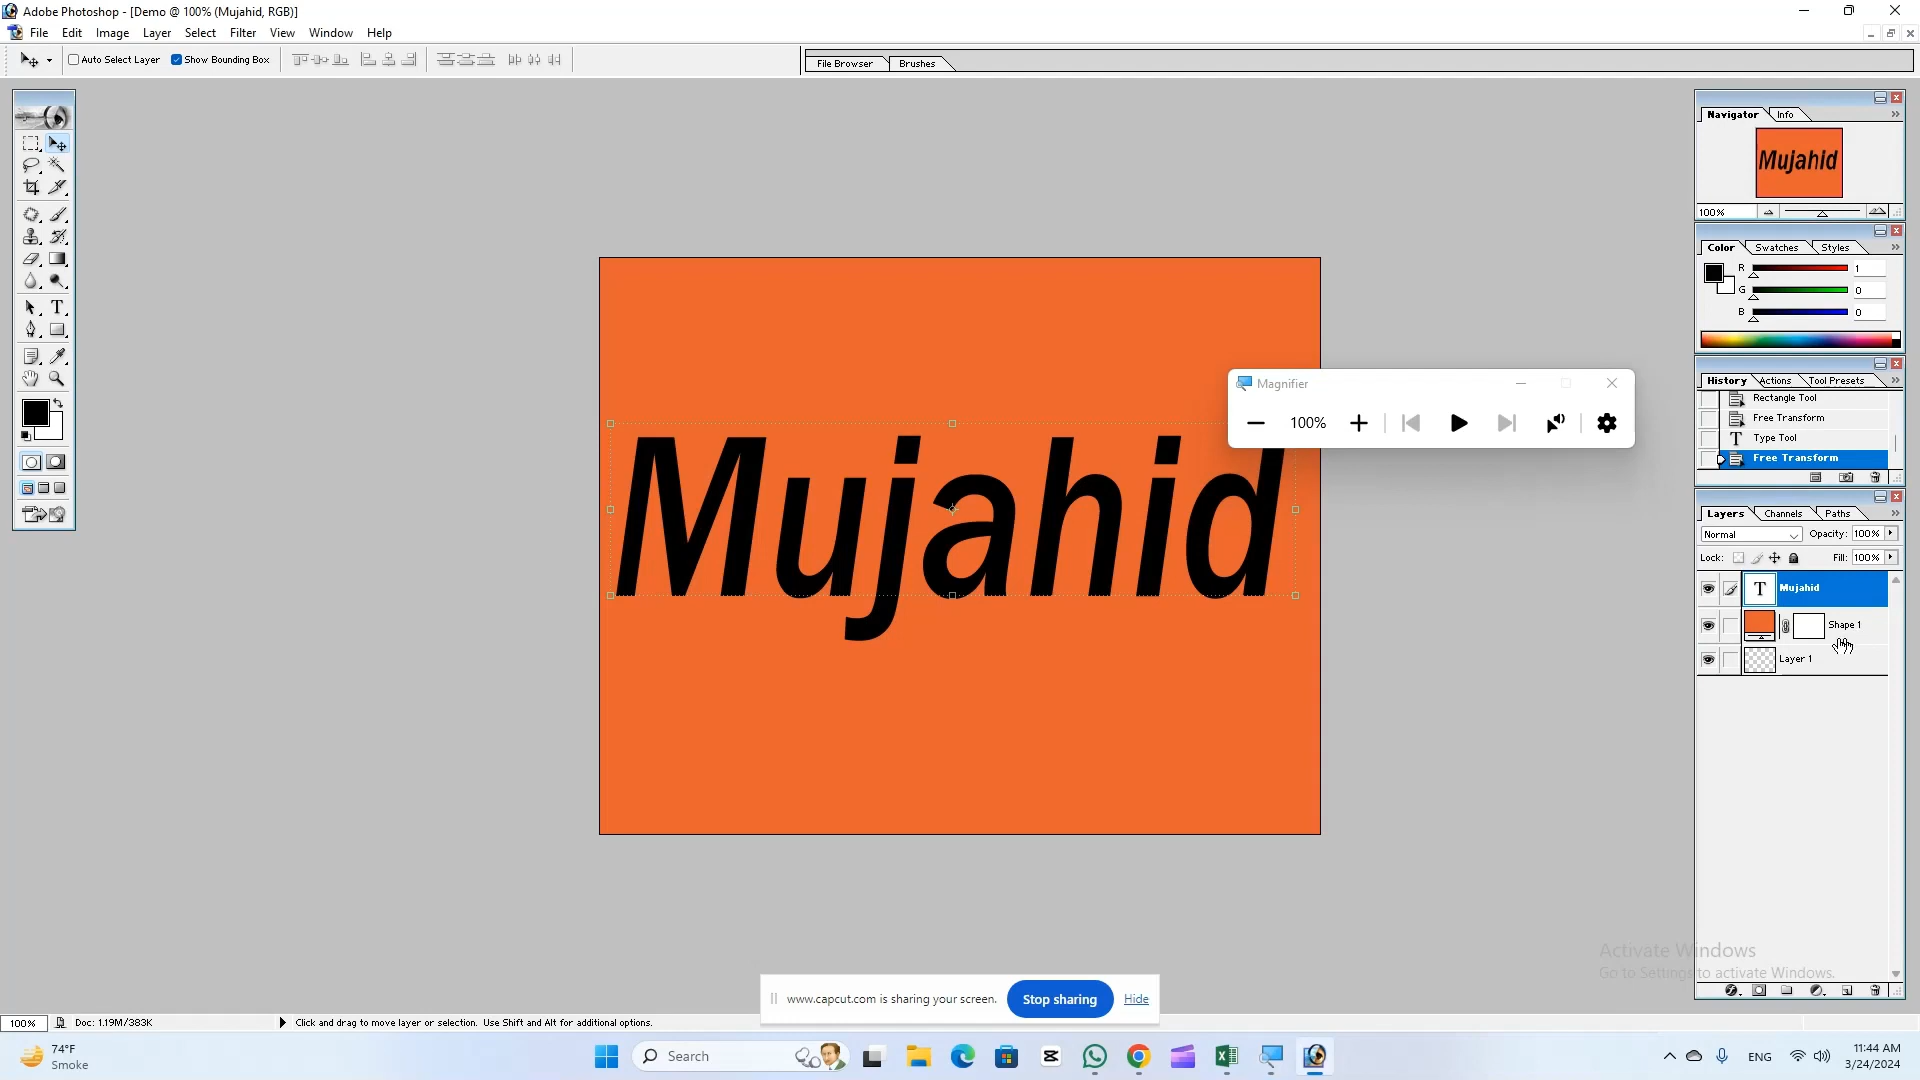 Adobe Photoshop - [Demo @ 100% (Mujahid, RGB)]
File Edit Image Layer Select Filter View Window Help
Auto Select Layer Show Bounding Box
File Browser Brushes
Navigator Info
Mujahid
100%
Color Swatches Styles
R 1
G 0
B 0
History Actions Tool Presets
Rectangle Tool
Free Transform
Type Tool
Free Transform
Magnifier
100%
Mujahid
Layers Channels Paths
Normal Opacity: 100%
Lock: Fill: 100%
T Mujahid
Shape 1
Layer 1
Activate Windows
Go to Settings to activate Windows.
www.capcut.com is sharing your screen. Stop sharing Hide
100% Doc: 1.19M/383K Click and drag to move layer or selection. Use Shift and Alt for additional options.
74°F
Smoke
Search
ENG
11:44 AM
3/24/2024